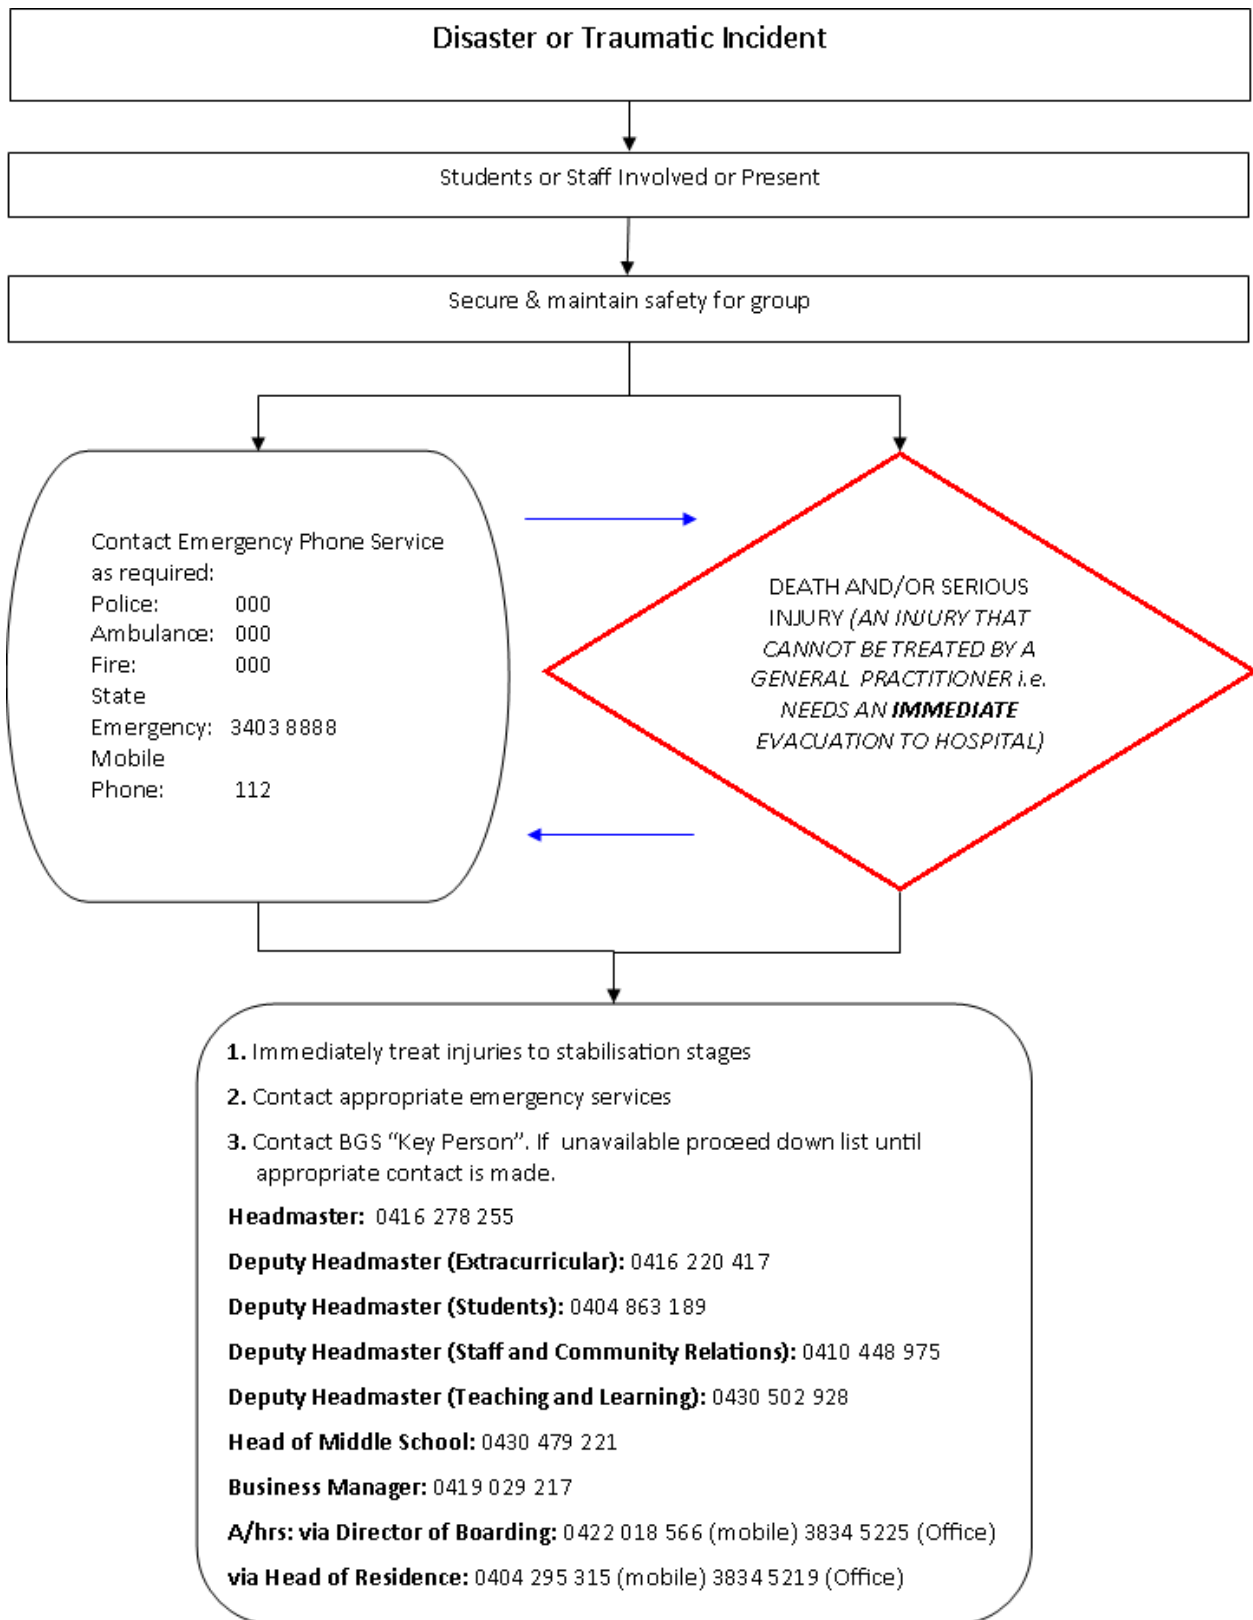 Disaster or Traumatic Incident
Students or Staff Involved or Present
Secure & maintain safety for group
Contact Emergency Phone Service
as required:
Police: 000
Ambulance: 000
Fire: 000
State
Emergency: 3403 8888
Mobile
Phone: 112
DEATH AND/OR SERIOUS
INJURY (AN INJURY THAT
CANNOT BE TREATED BY A
GENERAL PRACTITIONER i.e.
NEEDS AN IMMEDIATE
EVACUATION TO HOSPITAL)
1. Immediately treat injuries to stabilisation stages
2. Contact appropriate emergency services
3. Contact BGS “Key Person”. If unavailable proceed down list until
appropriate contact is made.
Headmaster: 0416 278 255
Deputy Headmaster (Extracurricular): 0416 220 417
Deputy Headmaster (Students): 0404 863 189
Deputy Headmaster (Staff and Community Relations): 0410 448 975
Deputy Headmaster (Teaching and Learning): 0430 502 928
Head of Middle School: 0430 479 221
Business Manager: 0419 029 217
A/hrs: via Director of Boarding: 0422 018 566 (mobile) 3834 5225 (Office)
via Head of Residence: 0404 295 315 (mobile) 3834 5219 (Office)